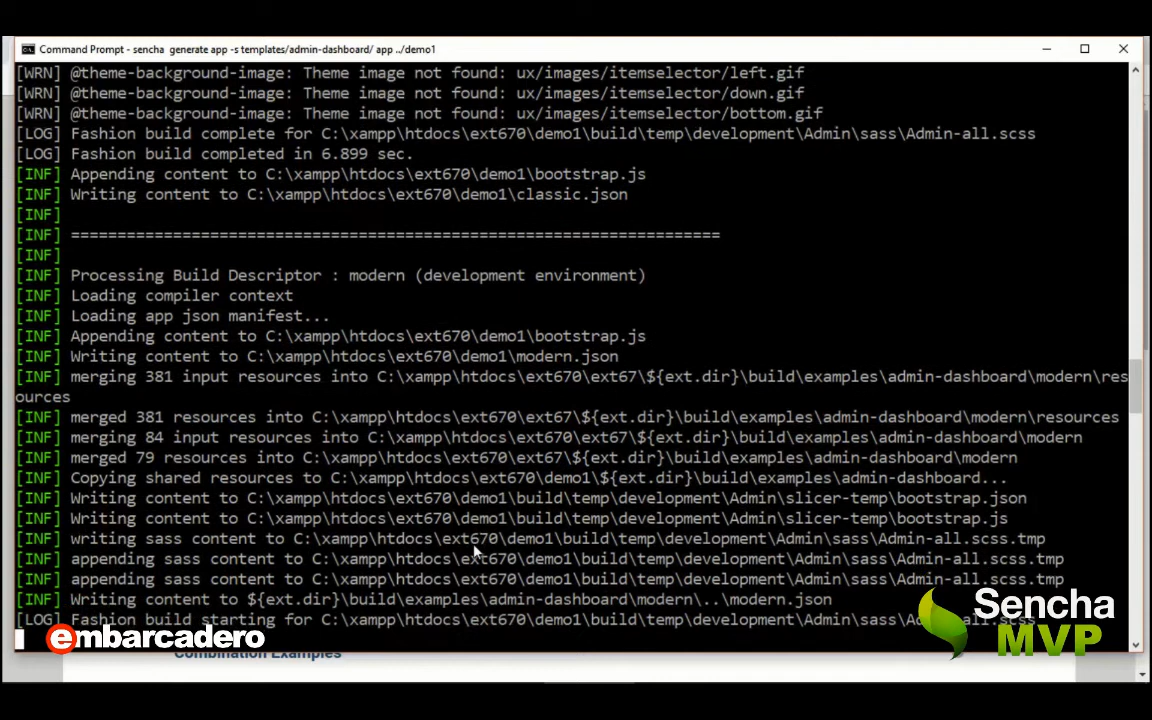 Command Prompt - sencha  generate app -s templates/admin-dashboard/ app ../demo1
[WRN] @theme-background-image: Theme image not found: ux/images/itemselector/left.gif
[WRN] @theme-background-image: Theme image not found: ux/images/itemselector/down.gif
[WRN] @theme-background-image: Theme image not found: ux/images/itemselector/bottom.gif
[LOG] Fashion build complete for C:\xampp\htdocs\ext670\demo1\build\temp\development\Admin\sass\Admin-all.scss
[LOG] Fashion build completed in 6.899 sec.
[INF] Appending content to C:\xampp\htdocs\ext670\demo1\bootstrap.js
[INF] Writing content to C:\xampp\htdocs\ext670\demo1\classic.json
[INF]
[INF] ======================================================================
[INF]
[INF] Processing Build Descriptor : modern (development environment)
[INF] Loading compiler context
[INF] Loading app json manifest...
[INF] Appending content to C:\xampp\htdocs\ext670\demo1\bootstrap.js
[INF] Writing content to C:\xampp\htdocs\ext670\demo1\modern.json
[INF] merging 381 input resources into C:\xampp\htdocs\ext670\ext67\${ext.dir}\build\examples\admin-dashboard\modern\res
ources
[INF] merged 381 resources into C:\xampp\htdocs\ext670\ext67\${ext.dir}\build\examples\admin-dashboard\modern\resources
[INF] merging 84 input resources into C:\xampp\htdocs\ext670\ext67\${ext.dir}\build\examples\admin-dashboard\modern
[INF] merged 79 resources into C:\xampp\htdocs\ext670\ext67\${ext.dir}\build\examples\admin-dashboard\modern
[INF] Copying shared resources to C:\xampp\htdocs\ext670\demo1\${ext.dir}\build\examples\admin-dashboard...
[INF] Writing content to C:\xampp\htdocs\ext670\demo1\build\temp\development\Admin\slicer-temp\bootstrap.json
[INF] Writing content to C:\xampp\htdocs\ext670\demo1\build\temp\development\Admin\slicer-temp\bootstrap.js
[INF] writing sass content to C:\xampp\htdocs\ext670\demo1\build\temp\development\Admin\sass\Admin-all.scss.tmp
[INF] appending sass content to C:\xampp\htdocs\ext670\demo1\build\temp\development\Admin\sass\Admin-all.scss.tmp
[INF] appending sass content to C:\xampp\htdocs\ext670\demo1\build\temp\development\Admin\sass\Admin-all.scss.tmp
[INF] Writing content to ${ext.dir}\build\examples\admin-dashboard\modern\..\modern.json
[LOG] Fashion build starting for C:\xampp\htdocs\ext670\demo1\build\temp\development\Admin\sass\Admin-all.scss
embarcadero
Sencha
MVP
Combination Examples